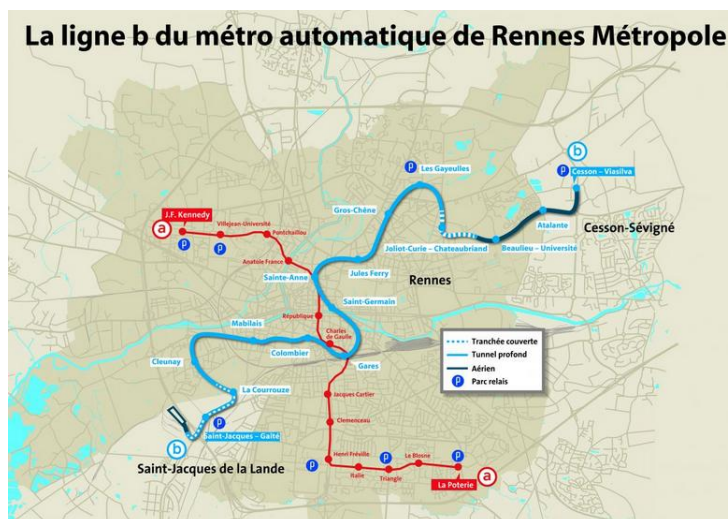 La ligne b du métro automatique de Rennes Métropole
b
P
Les Gayeulles
P
Cesson – Viasilva
J.F. Kennedy
Villejean-Université
Gros-Chêne
a
Pontchaillou
Atalante
Cesson-Sévigné
P
P
Joliot-Curie – Chateaubriand
Beaulieu – Université
Anatole France
Jules Ferry
Sainte-Anne
Rennes
Saint-Germain
République
Mabilais
Charles
de Gaulle
Colombier
Gares
Cleunay
Tranchée couverte
Tunnel profond
Aérien
P
Parc relais
La Courrouze
Jacques Cartier
Clemenceau
P
Saint-Jacques – Gaîté
b
Saint-Jacques de la Lande
P
Henri Fréville
Italie
P
Triangle
Le Blosne
P
La Poterie
a